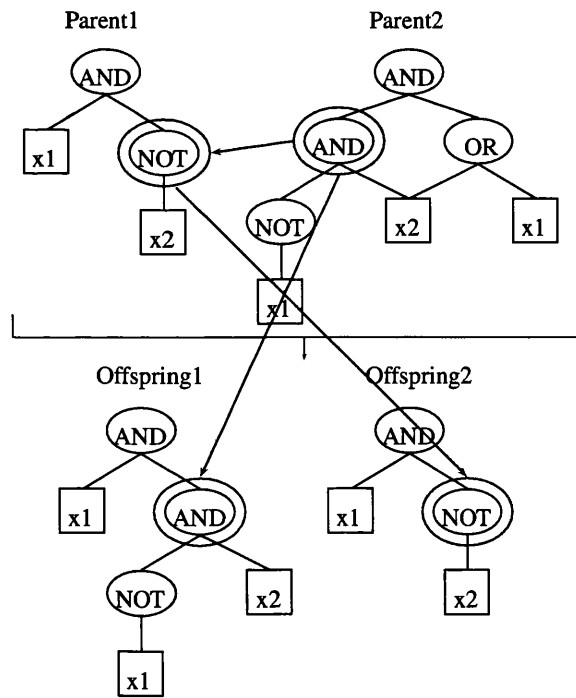 Parent1 Parent2
AND AND
x1 NOT AND OR
x2 NOT x2 x1
x1
Offspring1 Offspring2
AND AND
x1 AND x1 NOT
NOT x2 x2
x1